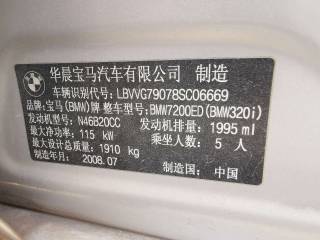 华晨宝马汽车有限公司 制造
车辆识别代号: LBVVG79078SC06669
品牌: 宝马(BMW)牌 整车型号: BMW7200ED(BMW320i)
发动机型号: N46B20CC 发动机排量: 1995 ml
最大净功率: 115 kW 乘坐人数: 5 人
最大设计总质量: 1910 kg
制造年月: 2008.07 制造国: 中国